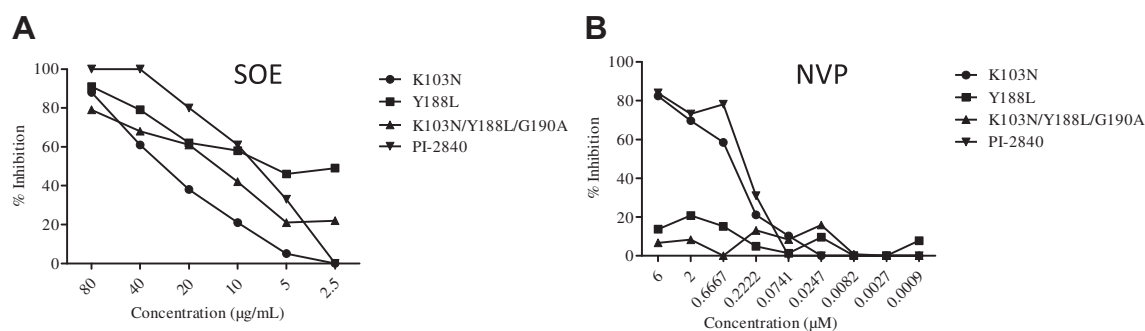 A
SOE
% Inhibition
100
80
60
40
20
0
80
40
20
10
5
2.5
Concentration (µg/mL)
K103N
Y188L
K103N/Y188L/G190A
PI-2840
B
NVP
% Inhibition
100
80
60
40
20
0
6
2
0.6667
0.2222
0.0741
0.0247
0.0082
0.0027
0.0009
Concentration (µM)
K103N
Y188L
K103N/Y188L/G190A
PI-2840